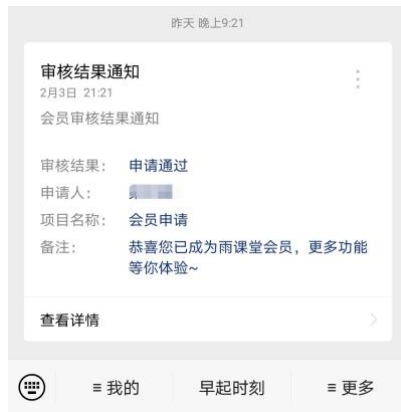 昨天 晚上9:21
审核结果通知
2月3日 21:21
会员审核结果通知
审核结果： 申请通过
申请人：
项目名称： 会员申请
备注： 恭喜您已成为雨课堂会员，更多功能
等你体验~
查看详情
≡ 我的 早起时刻 ≡ 更多